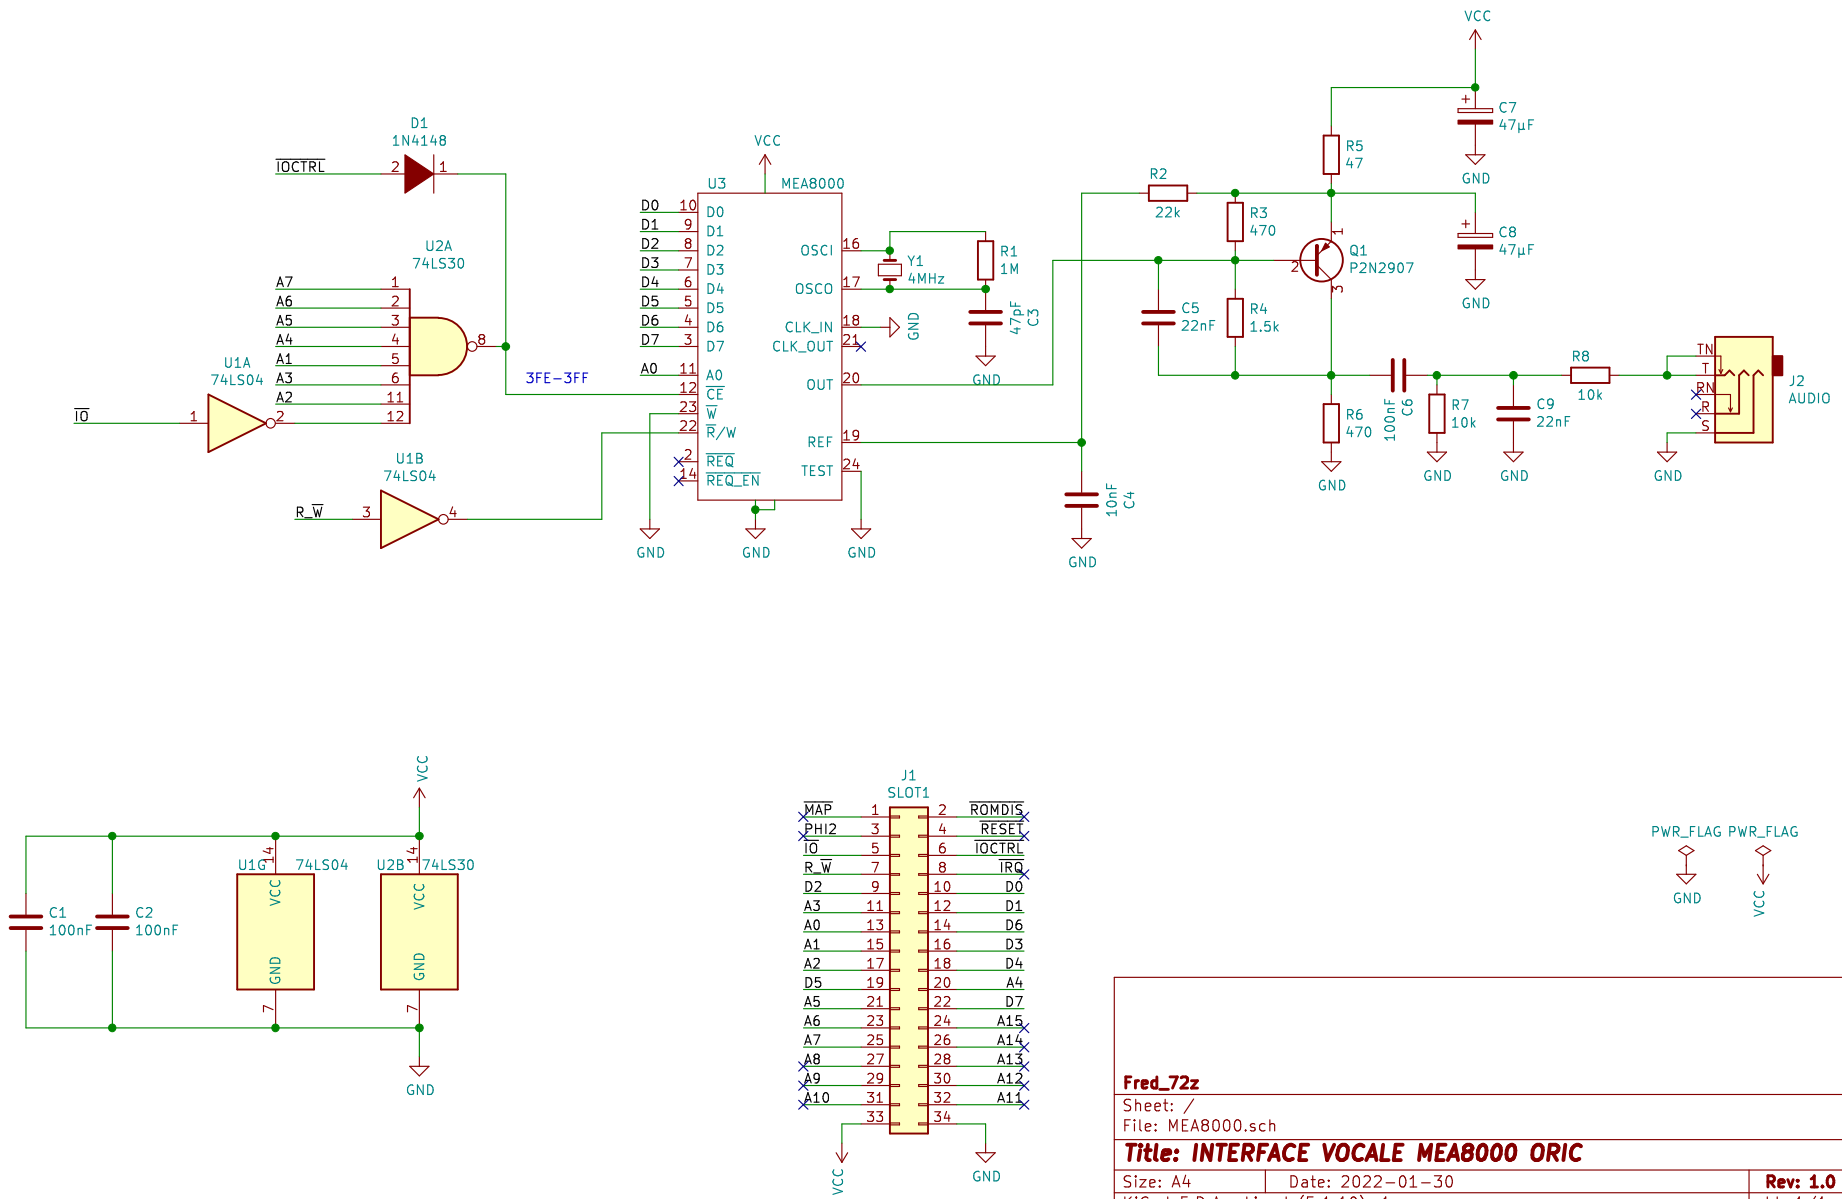 VCC
C7
47µF
GND
R5
47
C8
47µF
GND
D1
1N4148
IOCTRL
2
1
U2A
74LS30
A7
1
A6
2
A5
3
A4
4
A1
5
A3
6
A2
11
12
8
U1A
74LS04
IO
1
2
3FE-3FF
U1B
74LS04
R_W
3
4
VCC
U3
MEA8000
D0 10 D0
D1 9 D1
D2 8 D2
D3 7 D3
D4 6 D4
D5 5 D5
D6 4 D6
D7 3 D7
A0 11 A0
12 CE
23 W
22 R/W
2 REQ
14 REQ_EN
OSCI 16
OSCO 17
CLK_IN 18
CLK_OUT 21
OUT 20
REF 19
TEST 24
GND
GND
GND
GND
Y1
4MHz
R1
1M
47pF
C3
GND
R2
22k
R3
470
R4
1.5k
C5
22nF
Q1
P2N2907
1
2
3
10nF
C4
GND
R6
470
GND
100nF
C6
R7
10k
GND
C9
22nF
GND
R8
10k
GND
TN
T
RN
R
S
J2
AUDIO
VCC
C1
100nF
C2
100nF
U1G
74LS04
14
VCC
GND
7
U2B
74LS30
14
VCC
GND
7
GND
J1
SLOT1
MAP 1 2 ROMDIS
PHI2 3 4 RESET
IO 5 6 IOCTRL
R_W 7 8 IRQ
D2 9 10 D0
A3 11 12 D1
A0 13 14 D6
A1 15 16 D3
A2 17 18 D4
D5 19 20 A4
A5 21 22 D7
A6 23 24 A15
A7 25 26 A14
A8 27 28 A13
A9 29 30 A12
A10 31 32 A11
33 34
VCC
GND
PWR_FLAG PWR_FLAG
GND
VCC
Fred_72z
Sheet: /
File: MEA8000.sch
Title: INTERFACE VOCALE MEA8000 ORIC
Size: A4
Date: 2022-01-30
Rev: 1.0